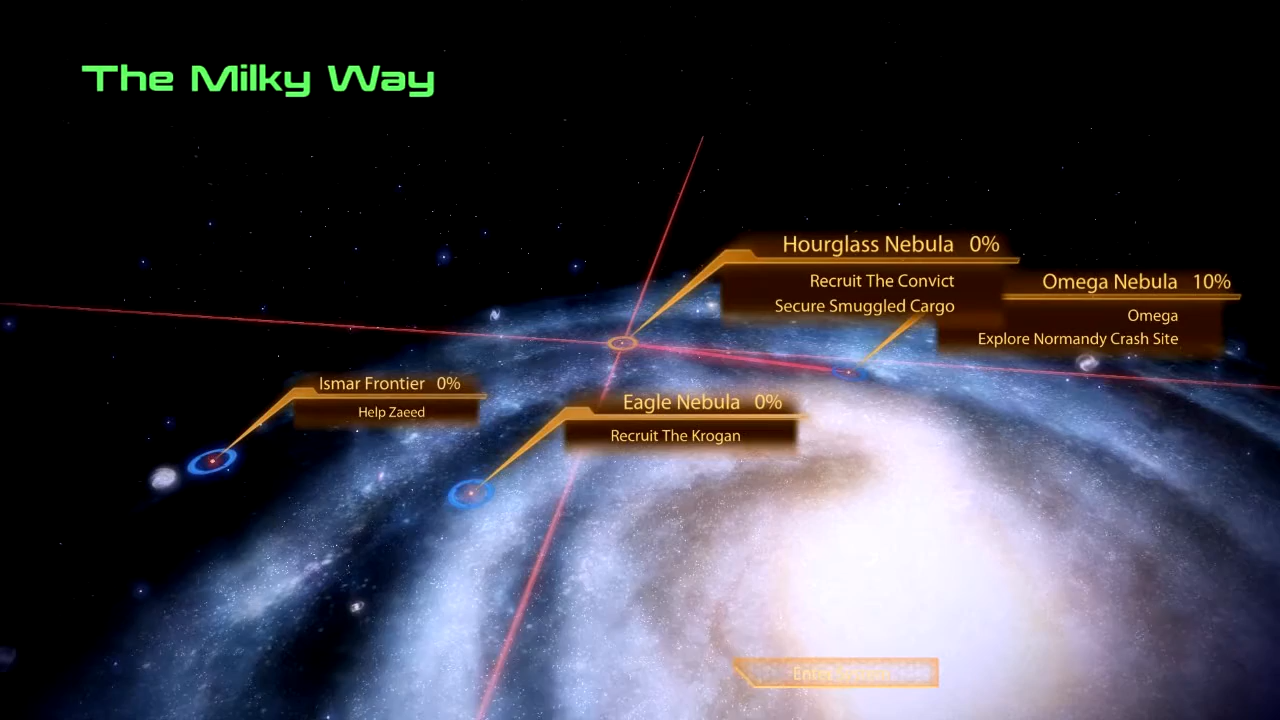 The Milky Way
Hourglass Nebula 0%
Recruit The Convict
Secure Smuggled Cargo
Omega Nebula 10%
Omega
Explore Normandy Crash Site
Ismar Frontier 0%
Help Zaeed
Eagle Nebula 0%
Recruit The Krogan
Enter